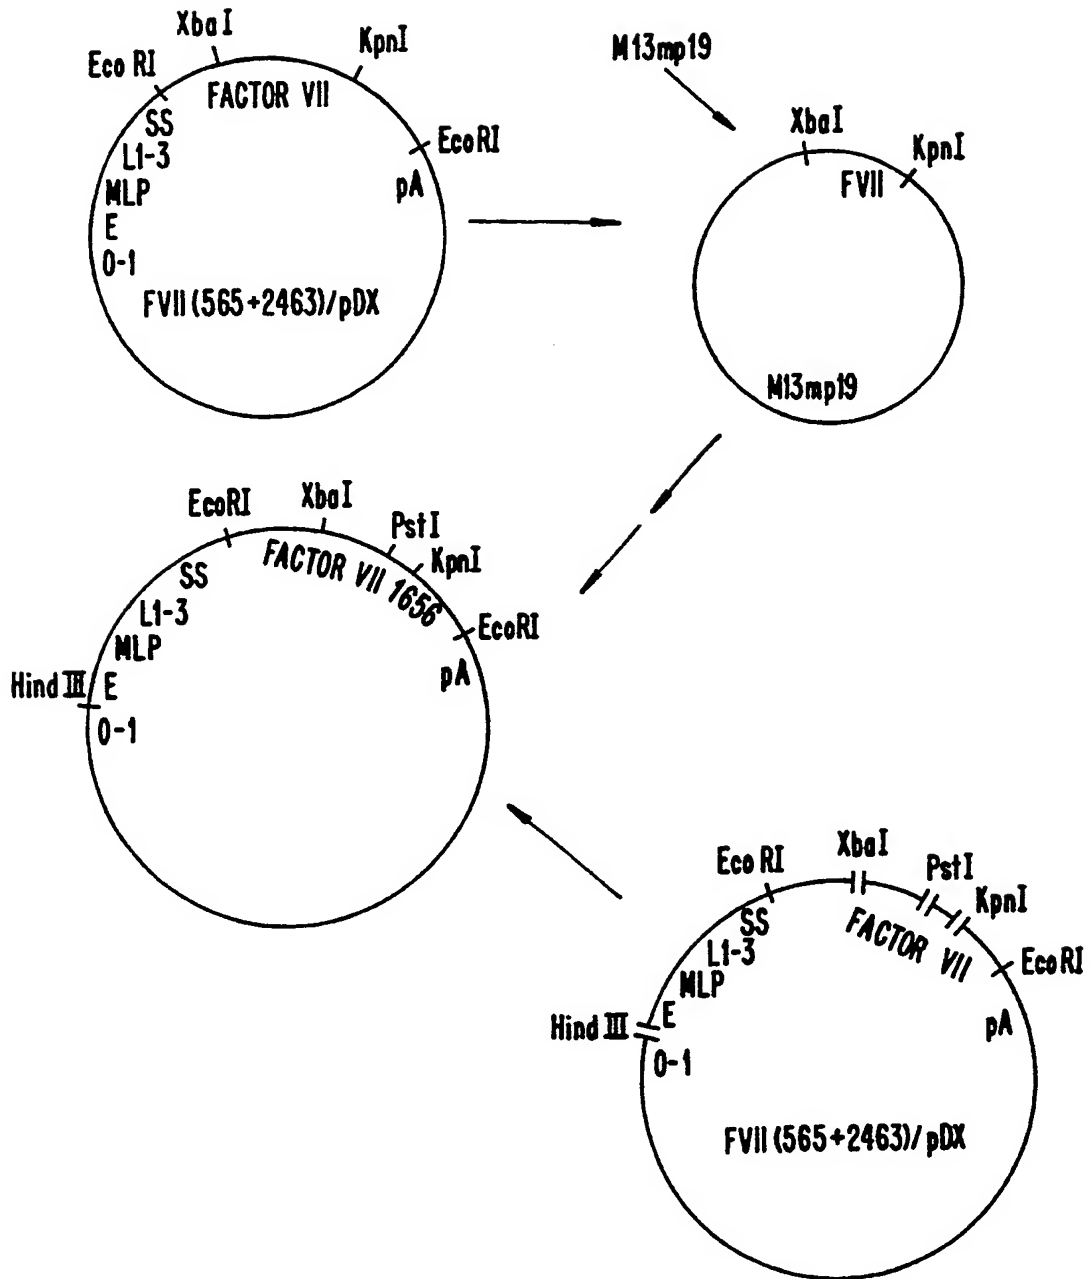 XbaI
KpnI
Eco RI
FACTOR VII
SS
EcoRI
L1-3
MLP
pA
E
0-1
FVII (565+2463)/pDX
M13mp19
XbaI
KpnI
FVII
M13mp19
EcoRI
XbaI
PstI
KpnI
FACTOR VII 1656
SS
L1-3
EcoRI
MLP
pA
Hind III
E
0-1
Eco RI
XbaI
PstI
KpnI
SS
FACTOR VII
L1-3
Eco RI
MLP
E
pA
Hind III
0-1
FVII (565+2463)/pDX